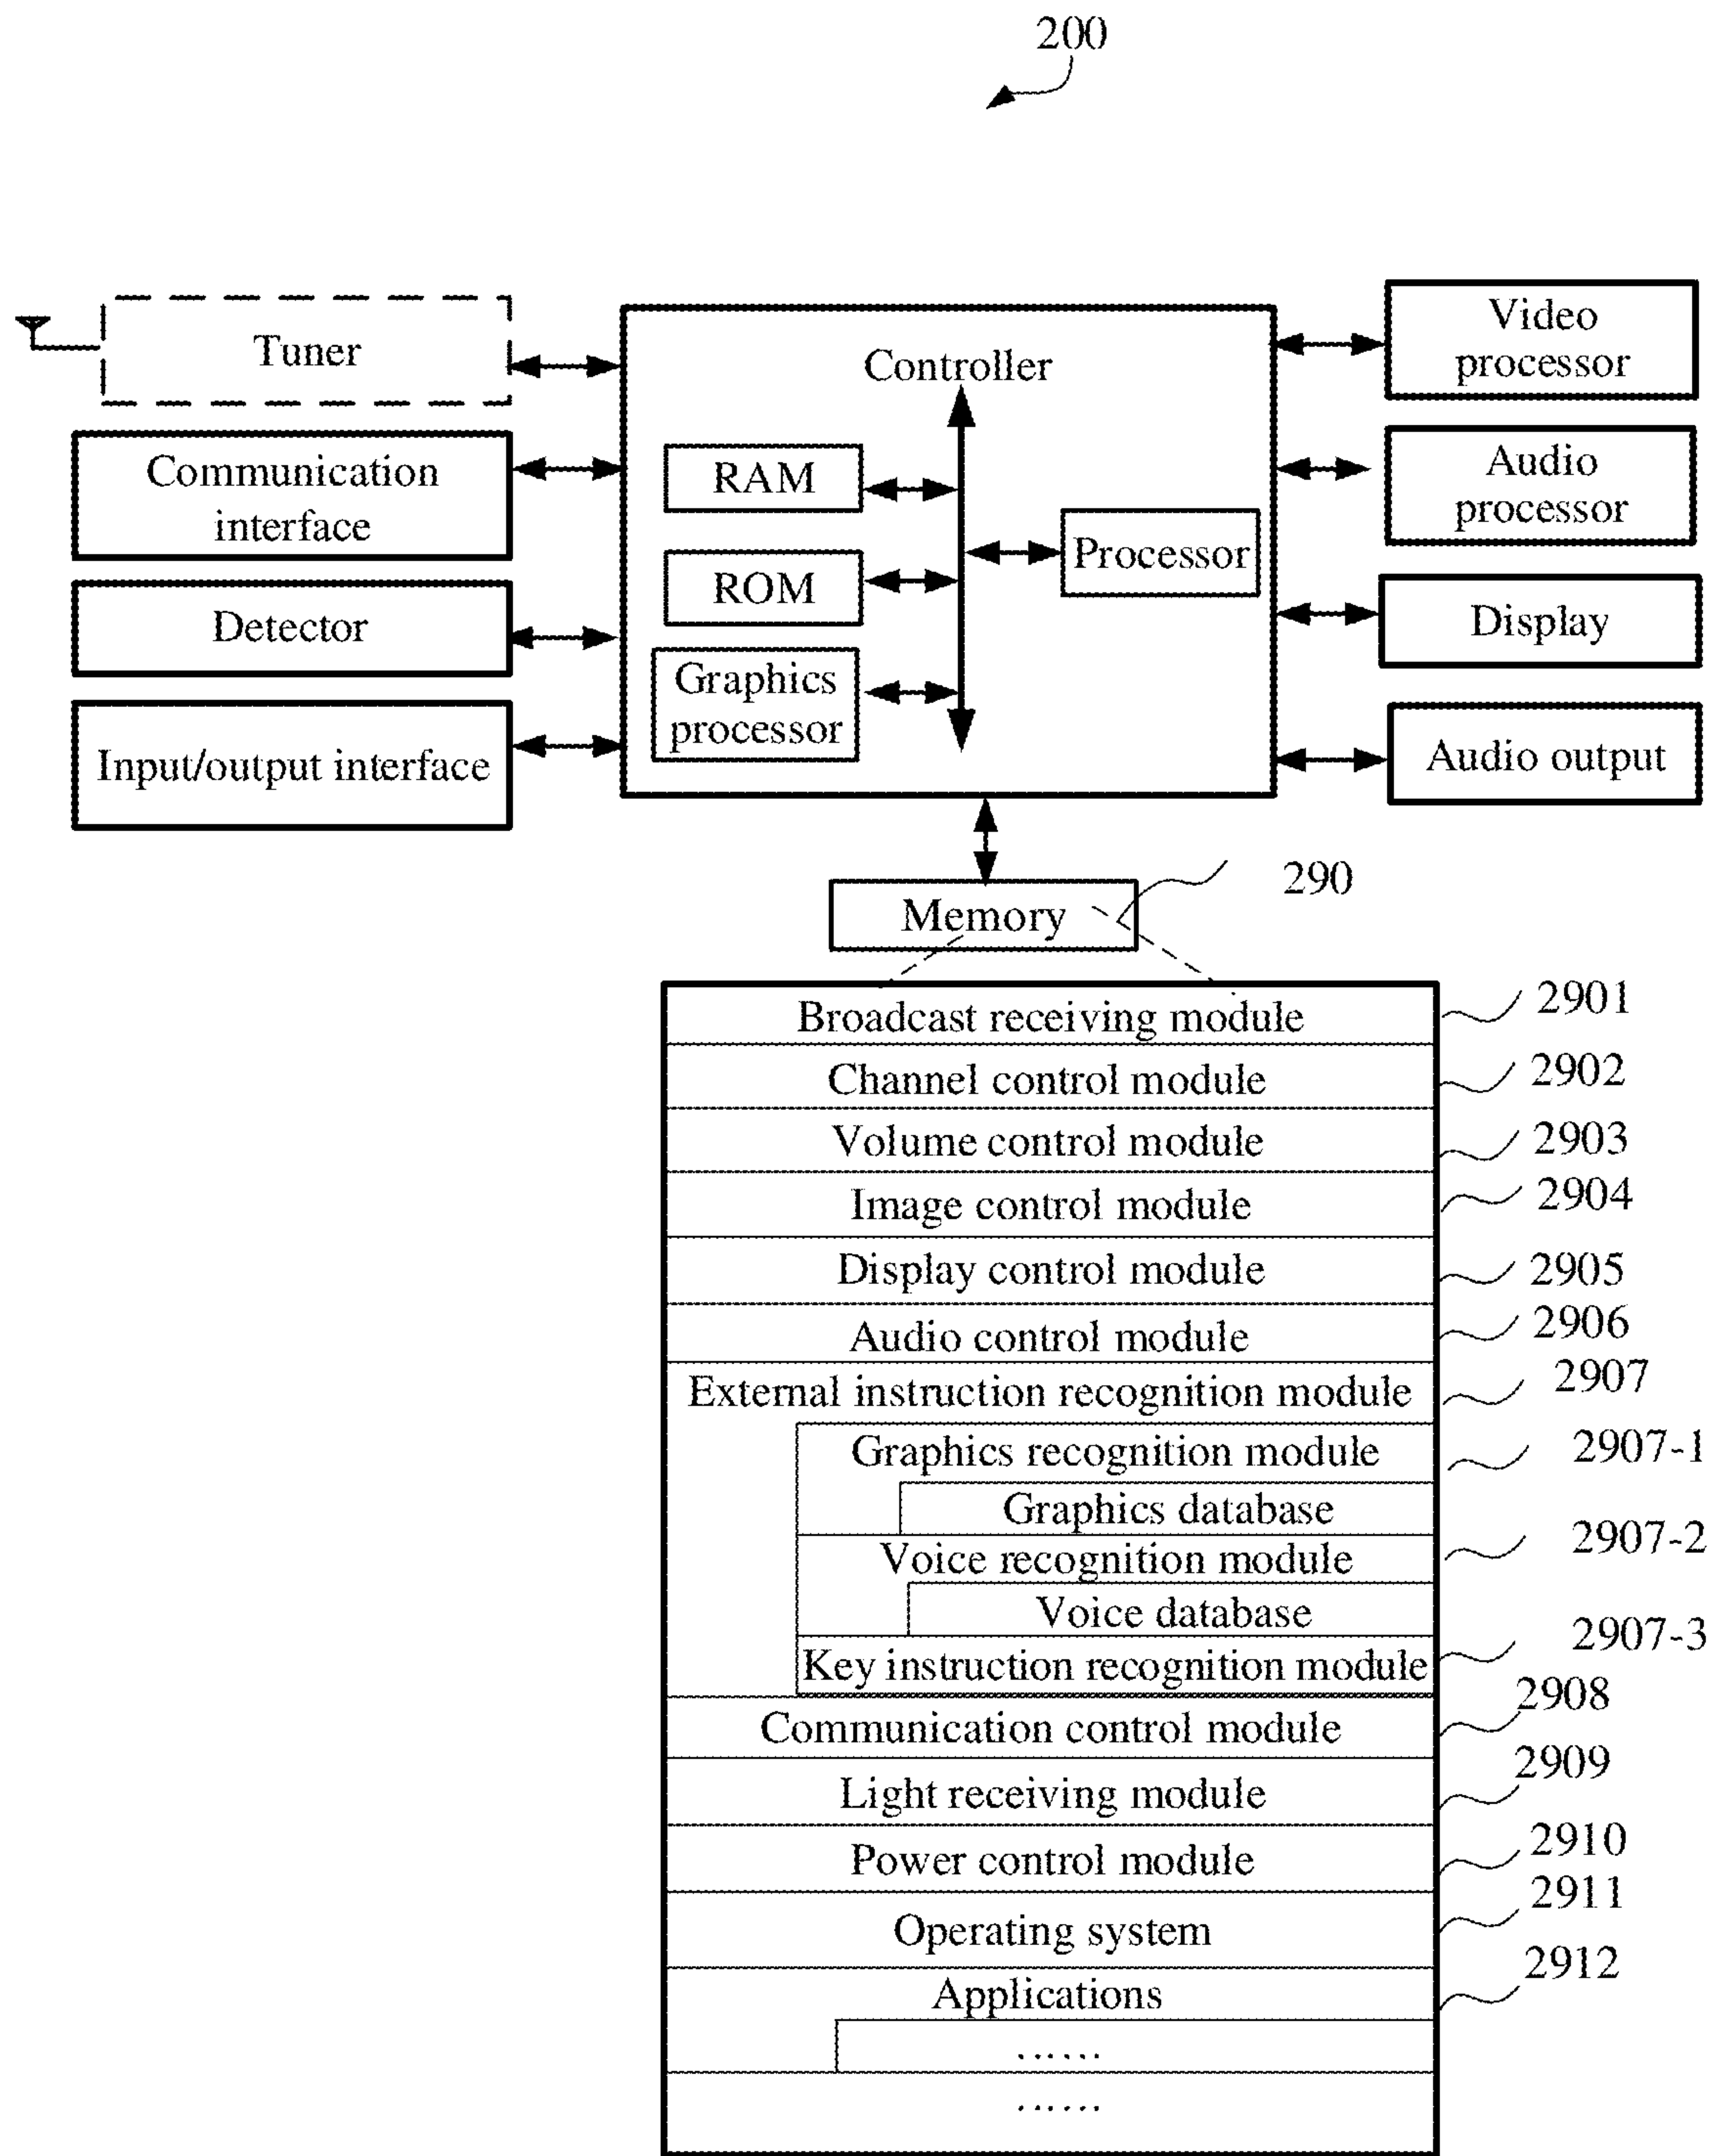 200
Tuner
Communication
interface
Detector
Input/output interface
Controller
RAM
ROM
Graphics
processor
Processor
Video
processor
Audio
processor
Display
Audio output
Memory
290
Broadcast receiving module
2901
Channel control module
2902
Volume control module
2903
Image control module
2904
Display control module
2905
Audio control module
2906
External instruction recognition module
2907
Graphics recognition module
2907-1
Graphics database
Voice recognition module
2907-2
Voice database
Key instruction recognition module
2907-3
Communication control module
2908
Light receiving module
2909
Power control module
2910
Operating system
2911
Applications
2912
......
......